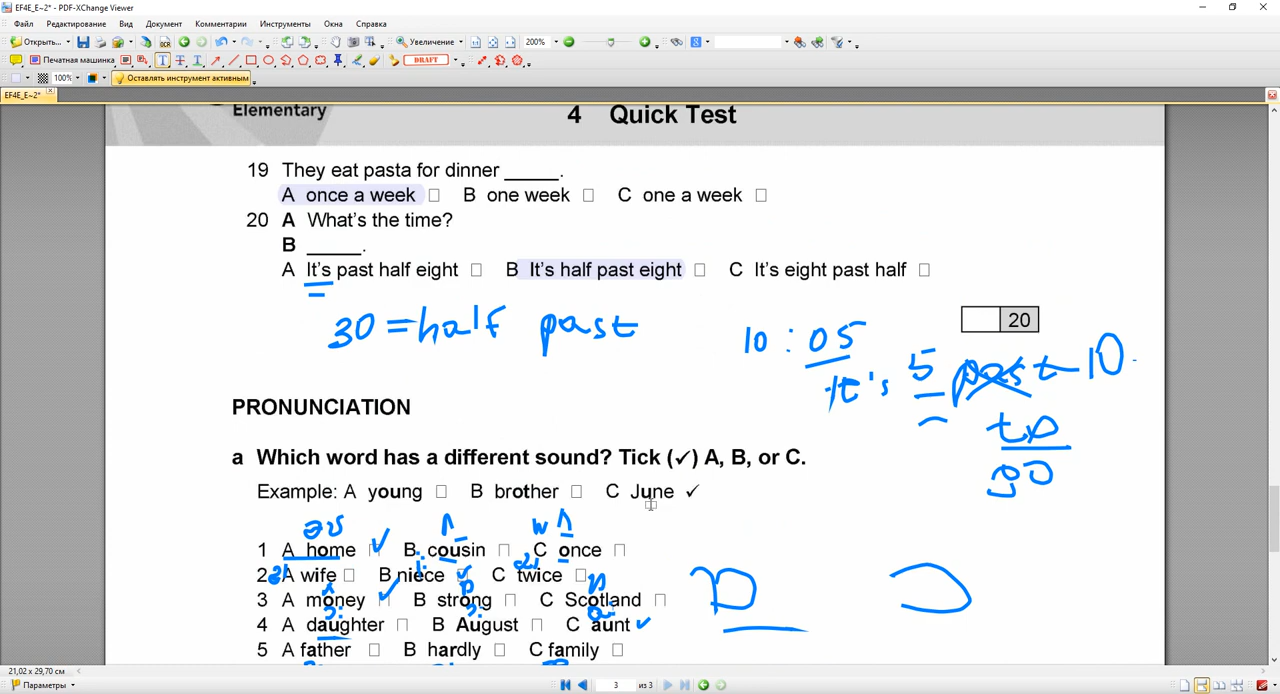 EF4E_E~2* - PDF-XChange Viewer
Файл Редактирование Вид Документ Комментарии Инструменты Окна Справка
Открыть... OCR Увеличение 200%
Печатная машинка DRAFT
100% Оставлять инструмент активным
EF4E_E~2*
Elementary 4 Quick Test
19 They eat pasta for dinner _____.
A once a week □ B one week □ C one a week □
20 A What's the time?
B _____.
A It's past half eight □ B It's half past eight □ C It's eight past half □
20
30 = half past
10 : 05
It's 5 past 10
to
30
PRONUNCIATION
a Which word has a different sound? Tick (✓) A, B, or C.
Example: A young □ B brother □ C June ✓
1 A home ✓ B cousin □ C once □
2 A wife □ B niece ✓ C twice □
3 A money ✓ B strong □ C Scotland □
4 A daughter □ B August □ C aunt ✓
5 A father □ B hardly □ C family □
21,02 x 29,70 см
Параметры 3 из 3